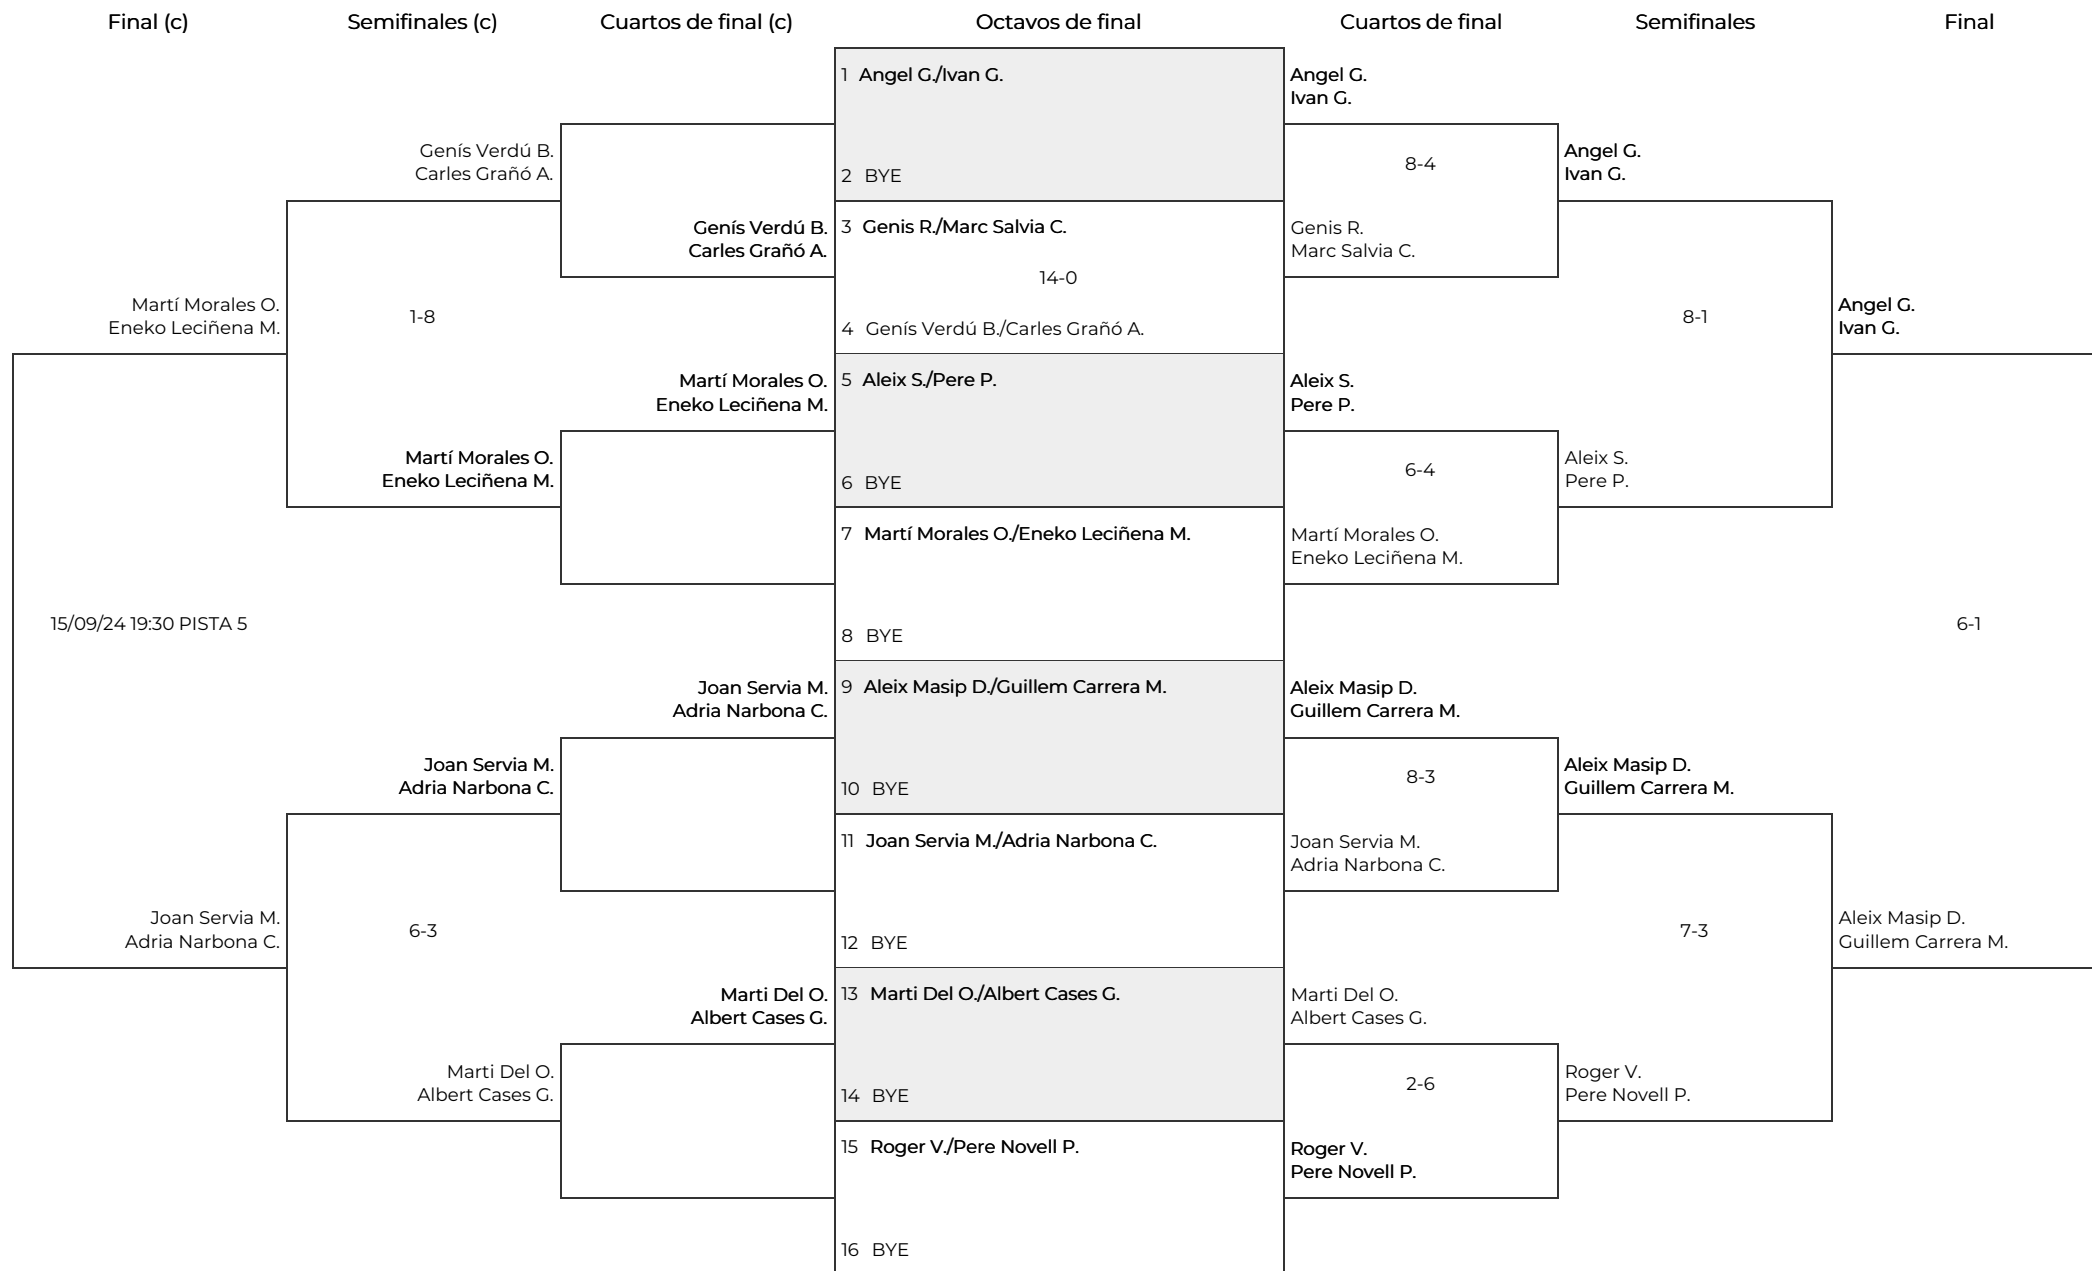 Final (c)
Semifinales (c)
Cuartos de final (c)
Octavos de final
Cuartos de final
Semifinales
Final
Martí Morales O.
Eneko Leciñena M.
15/09/24 19:30 PISTA 5
Joan Servia M.
Adria Narbona C.
Genís Verdú B.
Carles Grañó A.
1-8
Martí Morales O.
Eneko Leciñena M.
Joan Servia M.
Adria Narbona C.
6-3
Marti Del O.
Albert Cases G.
Genís Verdú B.
Carles Grañó A.
Martí Morales O.
Eneko Leciñena M.
Joan Servia M.
Adria Narbona C.
Marti Del O.
Albert Cases G.
1 Angel G./Ivan G.
2 BYE
3 Genis R./Marc Salvia C.
14-0
4 Genís Verdú B./Carles Grañó A.
5 Aleix S./Pere P.
6 BYE
7 Martí Morales O./Eneko Leciñena M.
8 BYE
9 Aleix Masip D./Guillem Carrera M.
10 BYE
11 Joan Servia M./Adria Narbona C.
12 BYE
13 Marti Del O./Albert Cases G.
14 BYE
15 Roger V./Pere Novell P.
16 BYE
Angel G.
Ivan G.
8-4
Genis R.
Marc Salvia C.
Aleix S.
Pere P.
6-4
Martí Morales O.
Eneko Leciñena M.
Aleix Masip D.
Guillem Carrera M.
8-3
Joan Servia M.
Adria Narbona C.
Marti Del O.
Albert Cases G.
2-6
Roger V.
Pere Novell P.
Angel G.
Ivan G.
8-1
Aleix S.
Pere P.
Aleix Masip D.
Guillem Carrera M.
7-3
Roger V.
Pere Novell P.
Angel G.
Ivan G.
6-1
Aleix Masip D.
Guillem Carrera M.